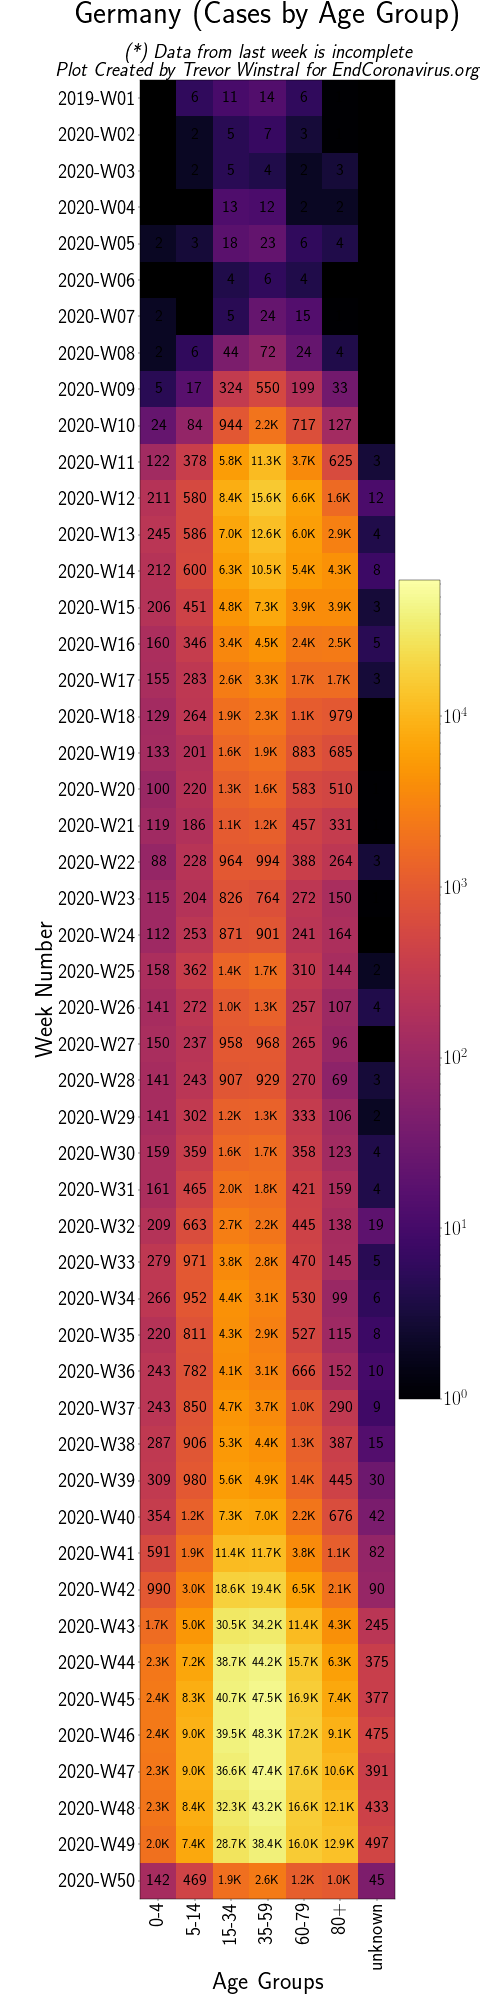 Germany (Cases by Age Group)
(*) Data from last week is incomplete
Plot Created by Trevor Winstral for EndCoronavirus.org
2019-W01 6 11 14 6
2020-W02 2 5 7 3
2020-W03 2 5 4 2 3
2020-W04 13 12 2 2
2020-W05 2 3 18 23 6 4
2020-W06 4 6 4
2020-W07 2 5 24 15
2020-W08 2 6 44 72 24 4
2020-W09 5 17 324 550 199 33
2020-W10 24 84 944 2.2K 717 127
2020-W11 122 378 5.8K 11.3K 3.7K 625 3
2020-W12 211 580 8.4K 15.6K 6.6K 1.6K 12
2020-W13 245 586 7.0K 12.6K 6.0K 2.9K 4
2020-W14 212 600 6.3K 10.5K 5.4K 4.3K 8
2020-W15 206 451 4.8K 7.3K 3.9K 3.9K 3
2020-W16 160 346 3.4K 4.5K 2.4K 2.5K 5
2020-W17 155 283 2.6K 3.3K 1.7K 1.7K 3
2020-W18 129 264 1.9K 2.3K 1.1K 979
2020-W19 133 201 1.6K 1.9K 883 685
2020-W20 100 220 1.3K 1.6K 583 510
2020-W21 119 186 1.1K 1.2K 457 331
2020-W22 88 228 964 994 388 264 3
2020-W23 115 204 826 764 272 150
2020-W24 112 253 871 901 241 164
2020-W25 158 362 1.4K 1.7K 310 144 2
2020-W26 141 272 1.0K 1.3K 257 107 4
2020-W27 150 237 958 968 265 96
2020-W28 141 243 907 929 270 69 3
2020-W29 141 302 1.2K 1.3K 333 106 2
2020-W30 159 359 1.6K 1.7K 358 123 4
2020-W31 161 465 2.0K 1.8K 421 159 4
2020-W32 209 663 2.7K 2.2K 445 138 19
2020-W33 279 971 3.8K 2.8K 470 145 5
2020-W34 266 952 4.4K 3.1K 530 99 6
2020-W35 220 811 4.3K 2.9K 527 115 8
2020-W36 243 782 4.1K 3.1K 666 152 10
2020-W37 243 850 4.7K 3.7K 1.0K 290 9
2020-W38 287 906 5.3K 4.4K 1.3K 387 15
2020-W39 309 980 5.6K 4.9K 1.4K 445 30
2020-W40 354 1.2K 7.3K 7.0K 2.2K 676 42
2020-W41 591 1.9K 11.4K 11.7K 3.8K 1.1K 82
2020-W42 990 3.0K 18.6K 19.4K 6.5K 2.1K 90
2020-W43 1.7K 5.0K 30.5K 34.2K 11.4K 4.3K 245
2020-W44 2.3K 7.2K 38.7K 44.2K 15.7K 6.3K 375
2020-W45 2.4K 8.3K 40.7K 47.5K 16.9K 7.4K 377
2020-W46 2.4K 9.0K 39.5K 48.3K 17.2K 9.1K 475
2020-W47 2.3K 9.0K 36.6K 47.4K 17.6K 10.6K 391
2020-W48 2.3K 8.4K 32.3K 43.2K 16.6K 12.1K 433
2020-W49 2.0K 7.4K 28.7K 38.4K 16.0K 12.9K 497
2020-W50 142 469 1.9K 2.6K 1.2K 1.0K 45
0-4 5-14 15-34 35-59 60-79 80+ unknown
Age Groups
Week Number
10⁴
10³
10²
10¹
10⁰